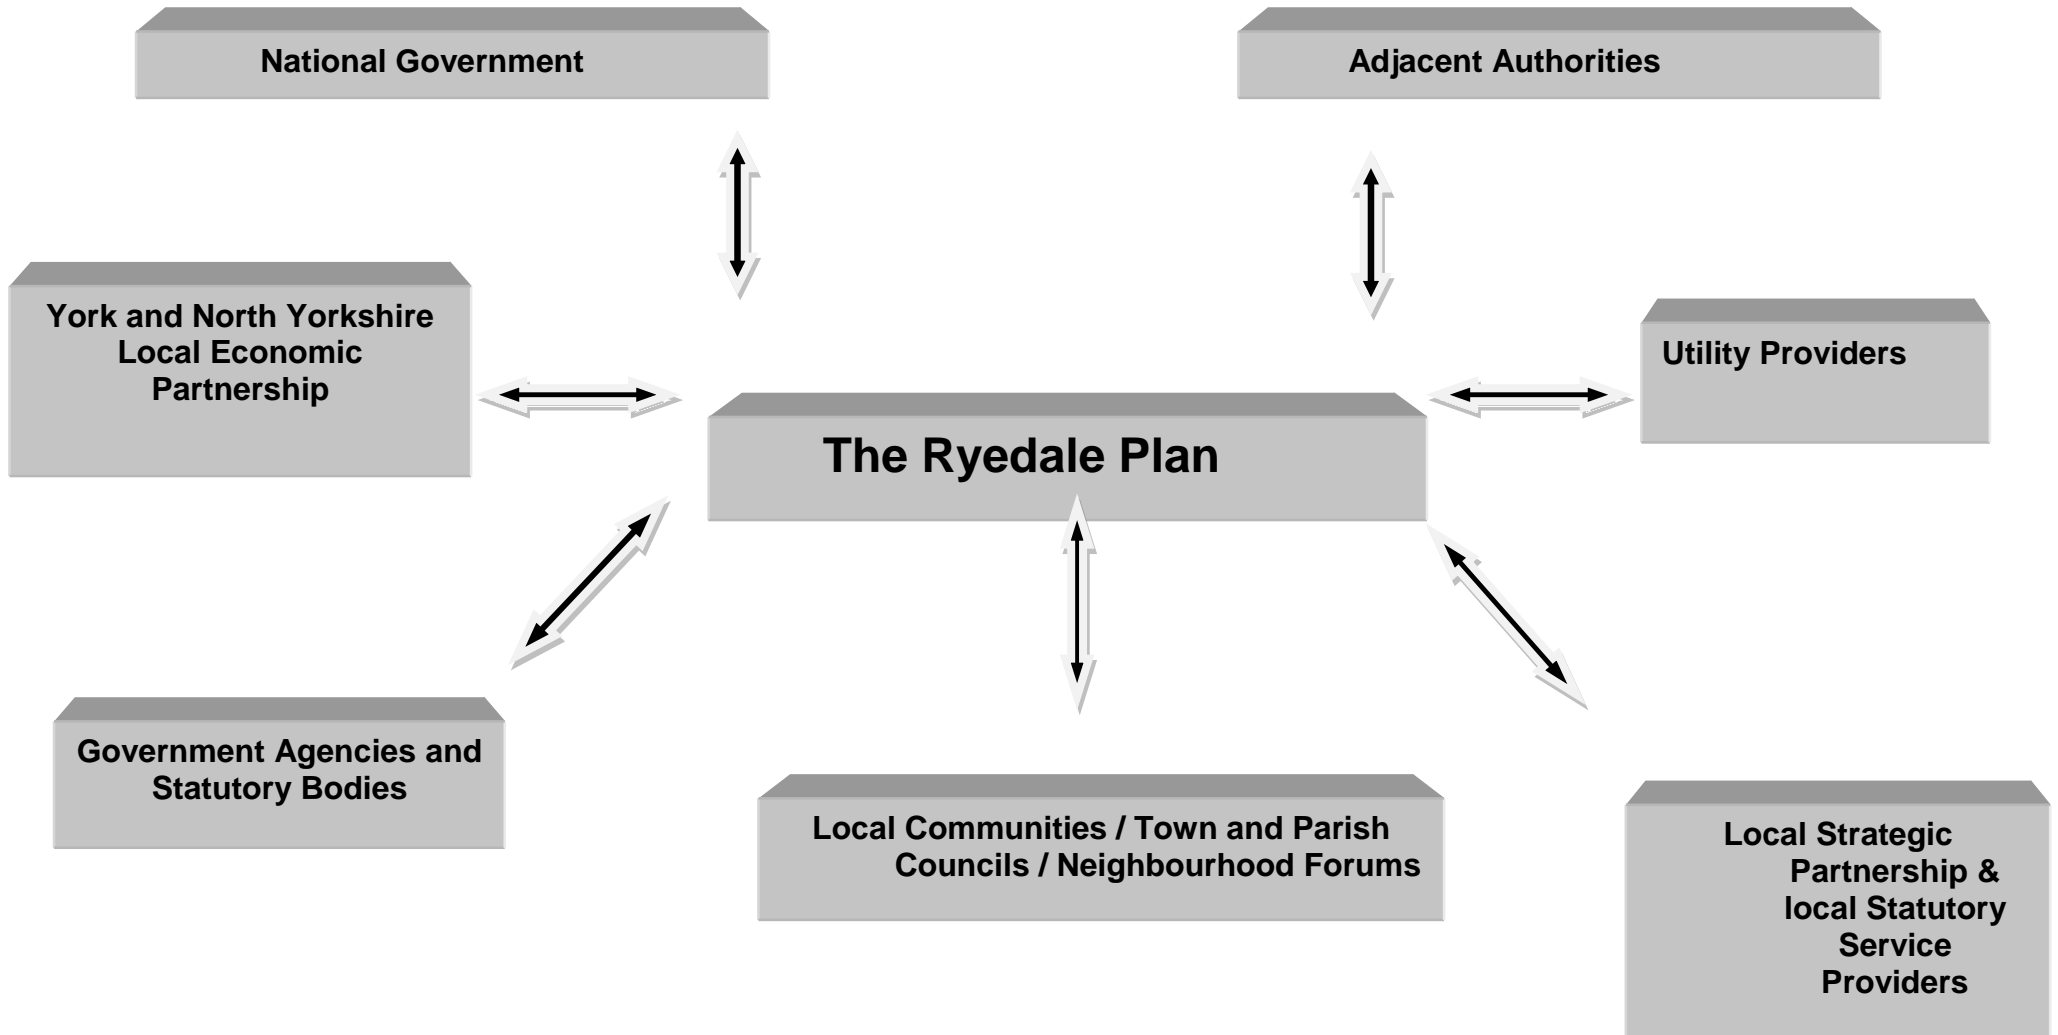 National Government
Adjacent Authorities
York and North Yorkshire
Local Economic
Partnership
Utility Providers
The Ryedale Plan
Government Agencies and
Statutory Bodies
Local Communities / Town and Parish
Councils / Neighbourhood Forums
Local Strategic
Partnership &
local Statutory
Service
Providers